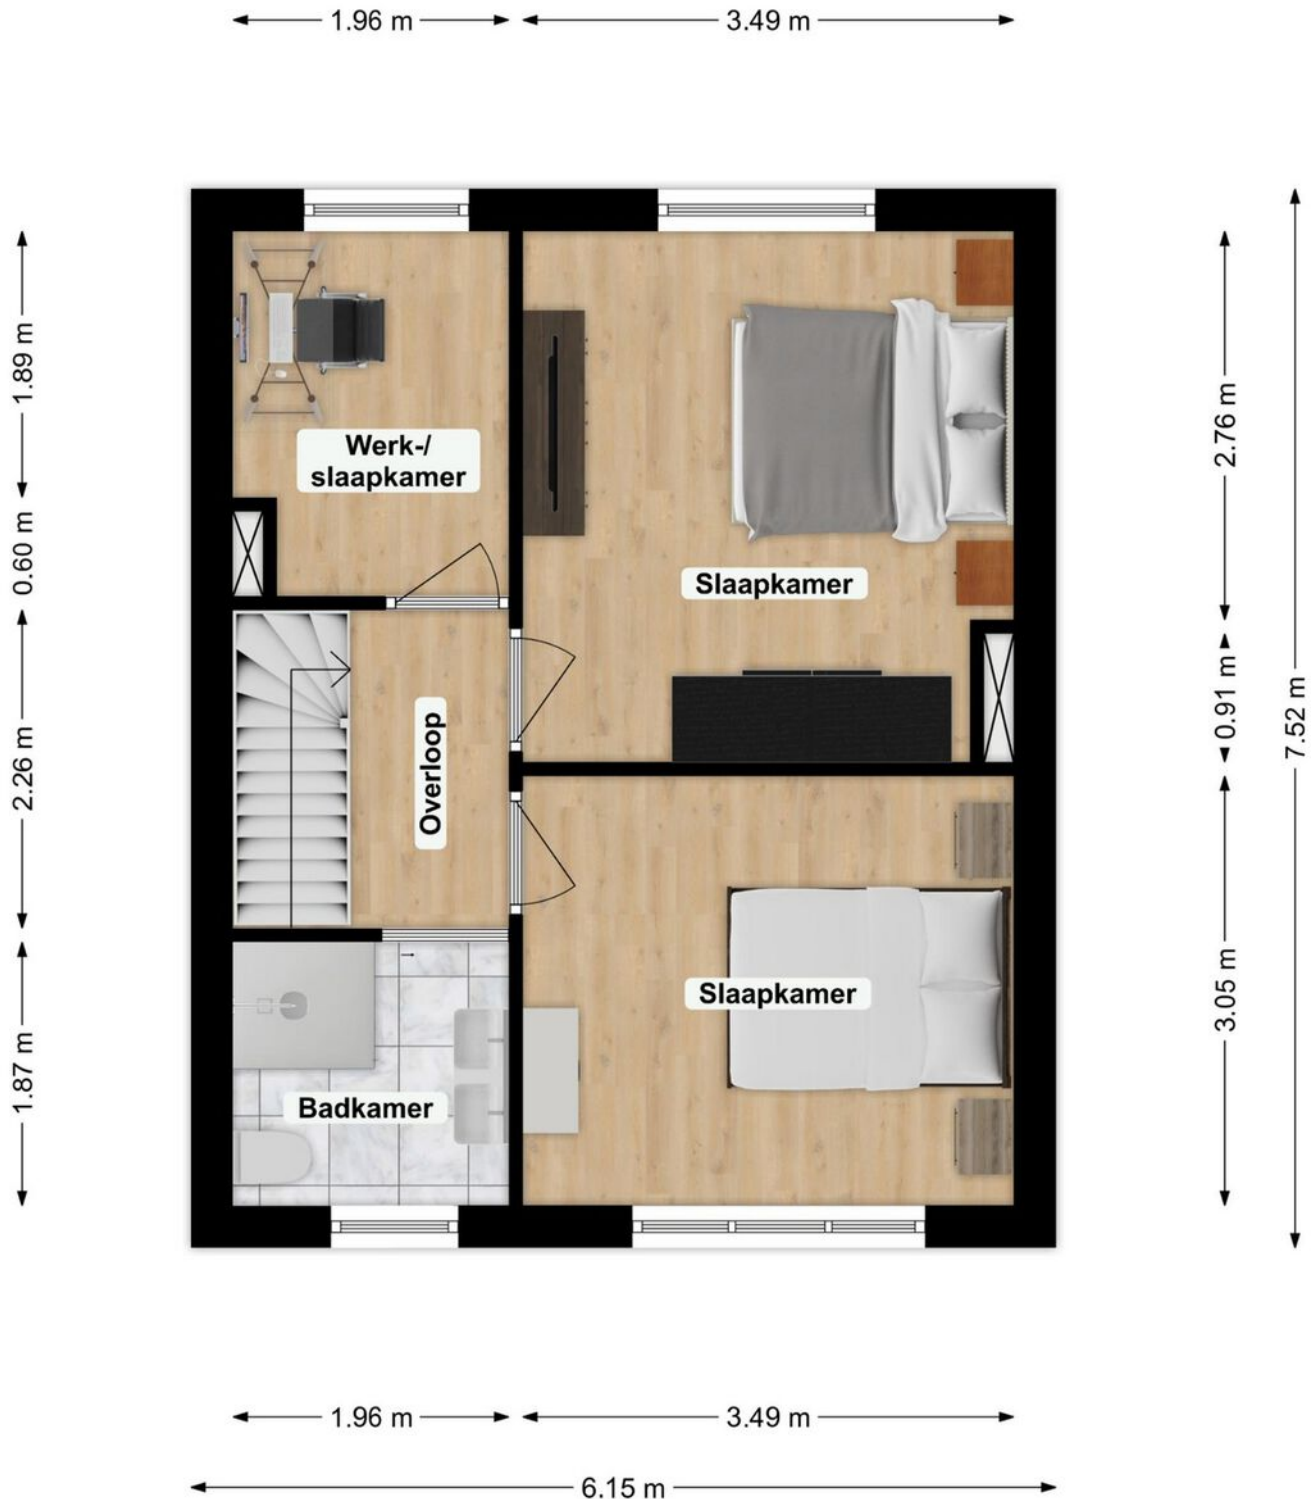 1.96 m
3.49 m
1.89 m
0.60 m
2.26 m
1.87 m
Werk-/
slaapkamer
Slaapkamer
Overloop
Slaapkamer
Badkamer
2.76 m
0.91 m
3.05 m
7.52 m
1.96 m
3.49 m
6.15 m